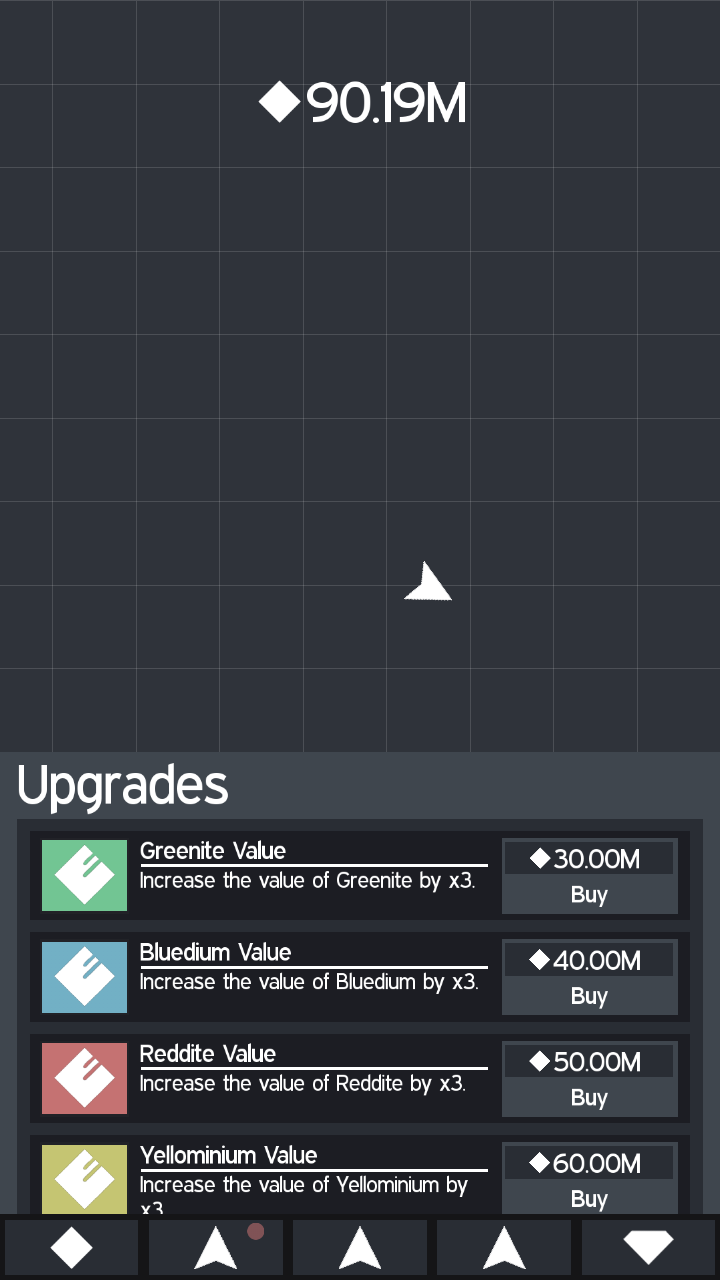 90.19M
Upgrades
Greenite Value
Increase the value of Greenite by x3.
30.00M
Buy
Bluedium Value
Increase the value of Bluedium by x3.
40.00M
Buy
Reddite Value
Increase the value of Reddite by x3.
50.00M
Buy
Yellominium Value
Increase the value of Yellominium by
x3.
60.00M
Buy